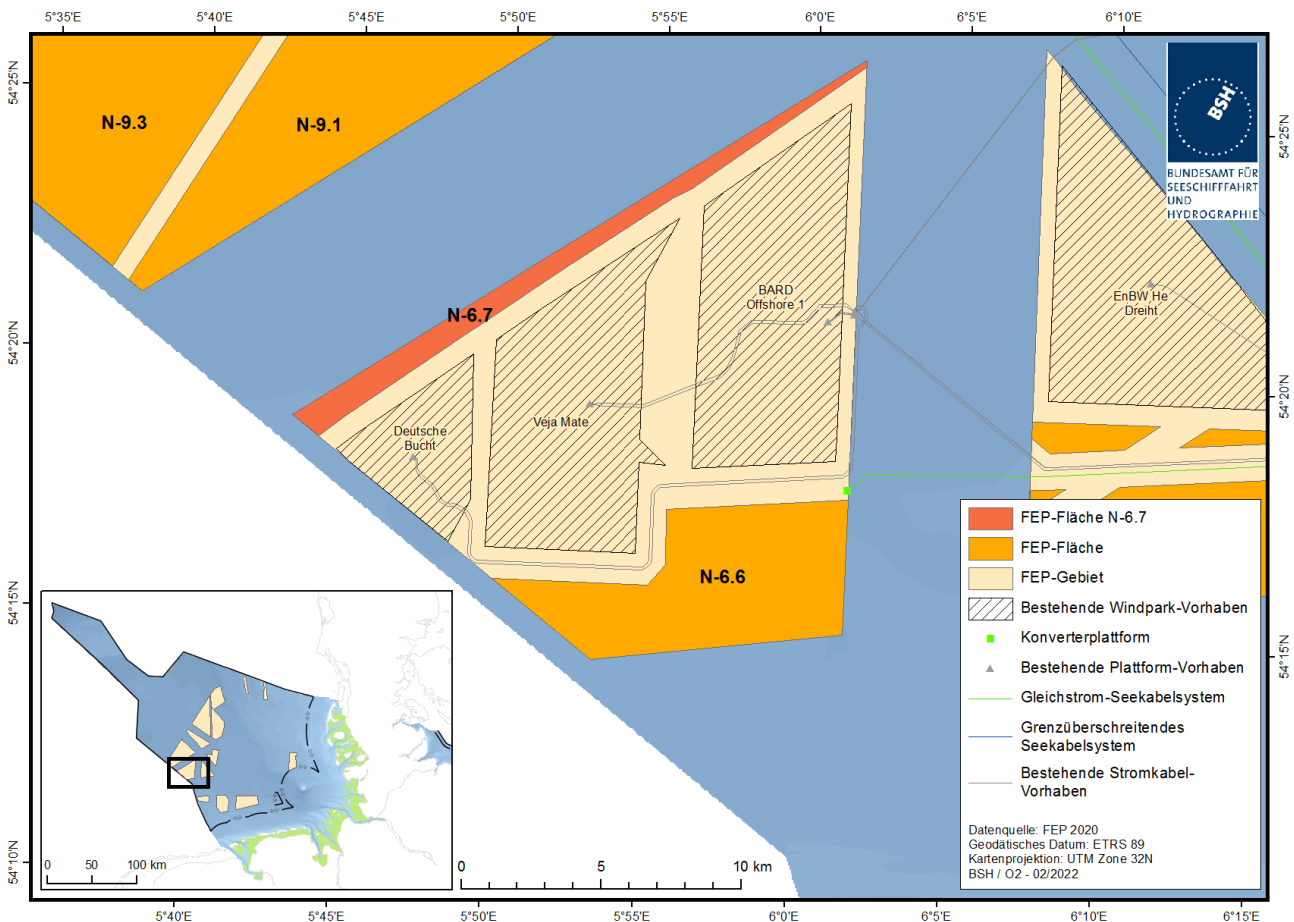 5°35'E 5°40'E 5°45'E 5°50'E 5°55'E 6°0'E 6°5'E 6°10'E
54°25'N
54°20'N
54°15'N
54°10'N
N-9.3
N-9.1
N-6.7
BARD
Offshore 1
Veja Mate
Deutsche
Bucht
N-6.6
EnBW He
Dreiht
BSH
BUNDESAMT FÜR
SEESCHIFFFAHRT
UND
HYDROGRAPHIE
54°25'N
54°20'N
54°15'N
FEP-Fläche N-6.7
FEP-Fläche
FEP-Gebiet
Bestehende Windpark-Vorhaben
Konverterplattform
Bestehende Plattform-Vorhaben
Gleichstrom-Seekabelsystem
Grenzüberschreitendes
Seekabelsystem
Bestehende Stromkabel-
Vorhaben
Datenquelle: FEP 2020
Geodätisches Datum: ETRS 89
Kartenprojektion: UTM Zone 32N
BSH / O2 - 02/2022
0 50 100 km
0 5 10 km
5°40'E 5°45'E 5°50'E 5°55'E 6°0'E 6°5'E 6°10'E 6°15'E